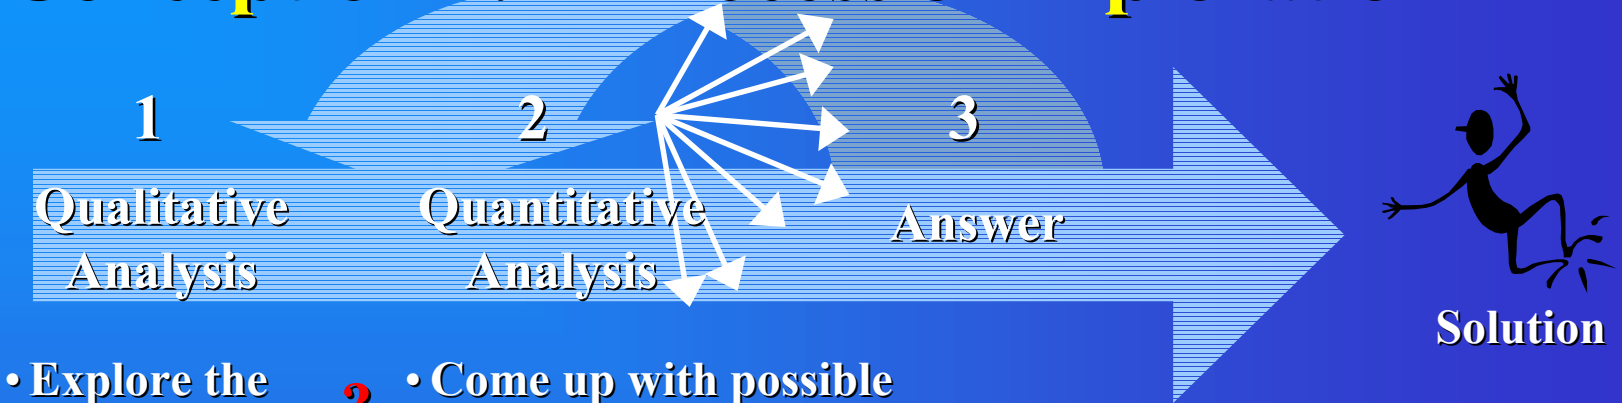 1 2 3
Qualitative Quantitative Answer
Analysis Analysis
Solution
• Explore the ? • Come up with possible